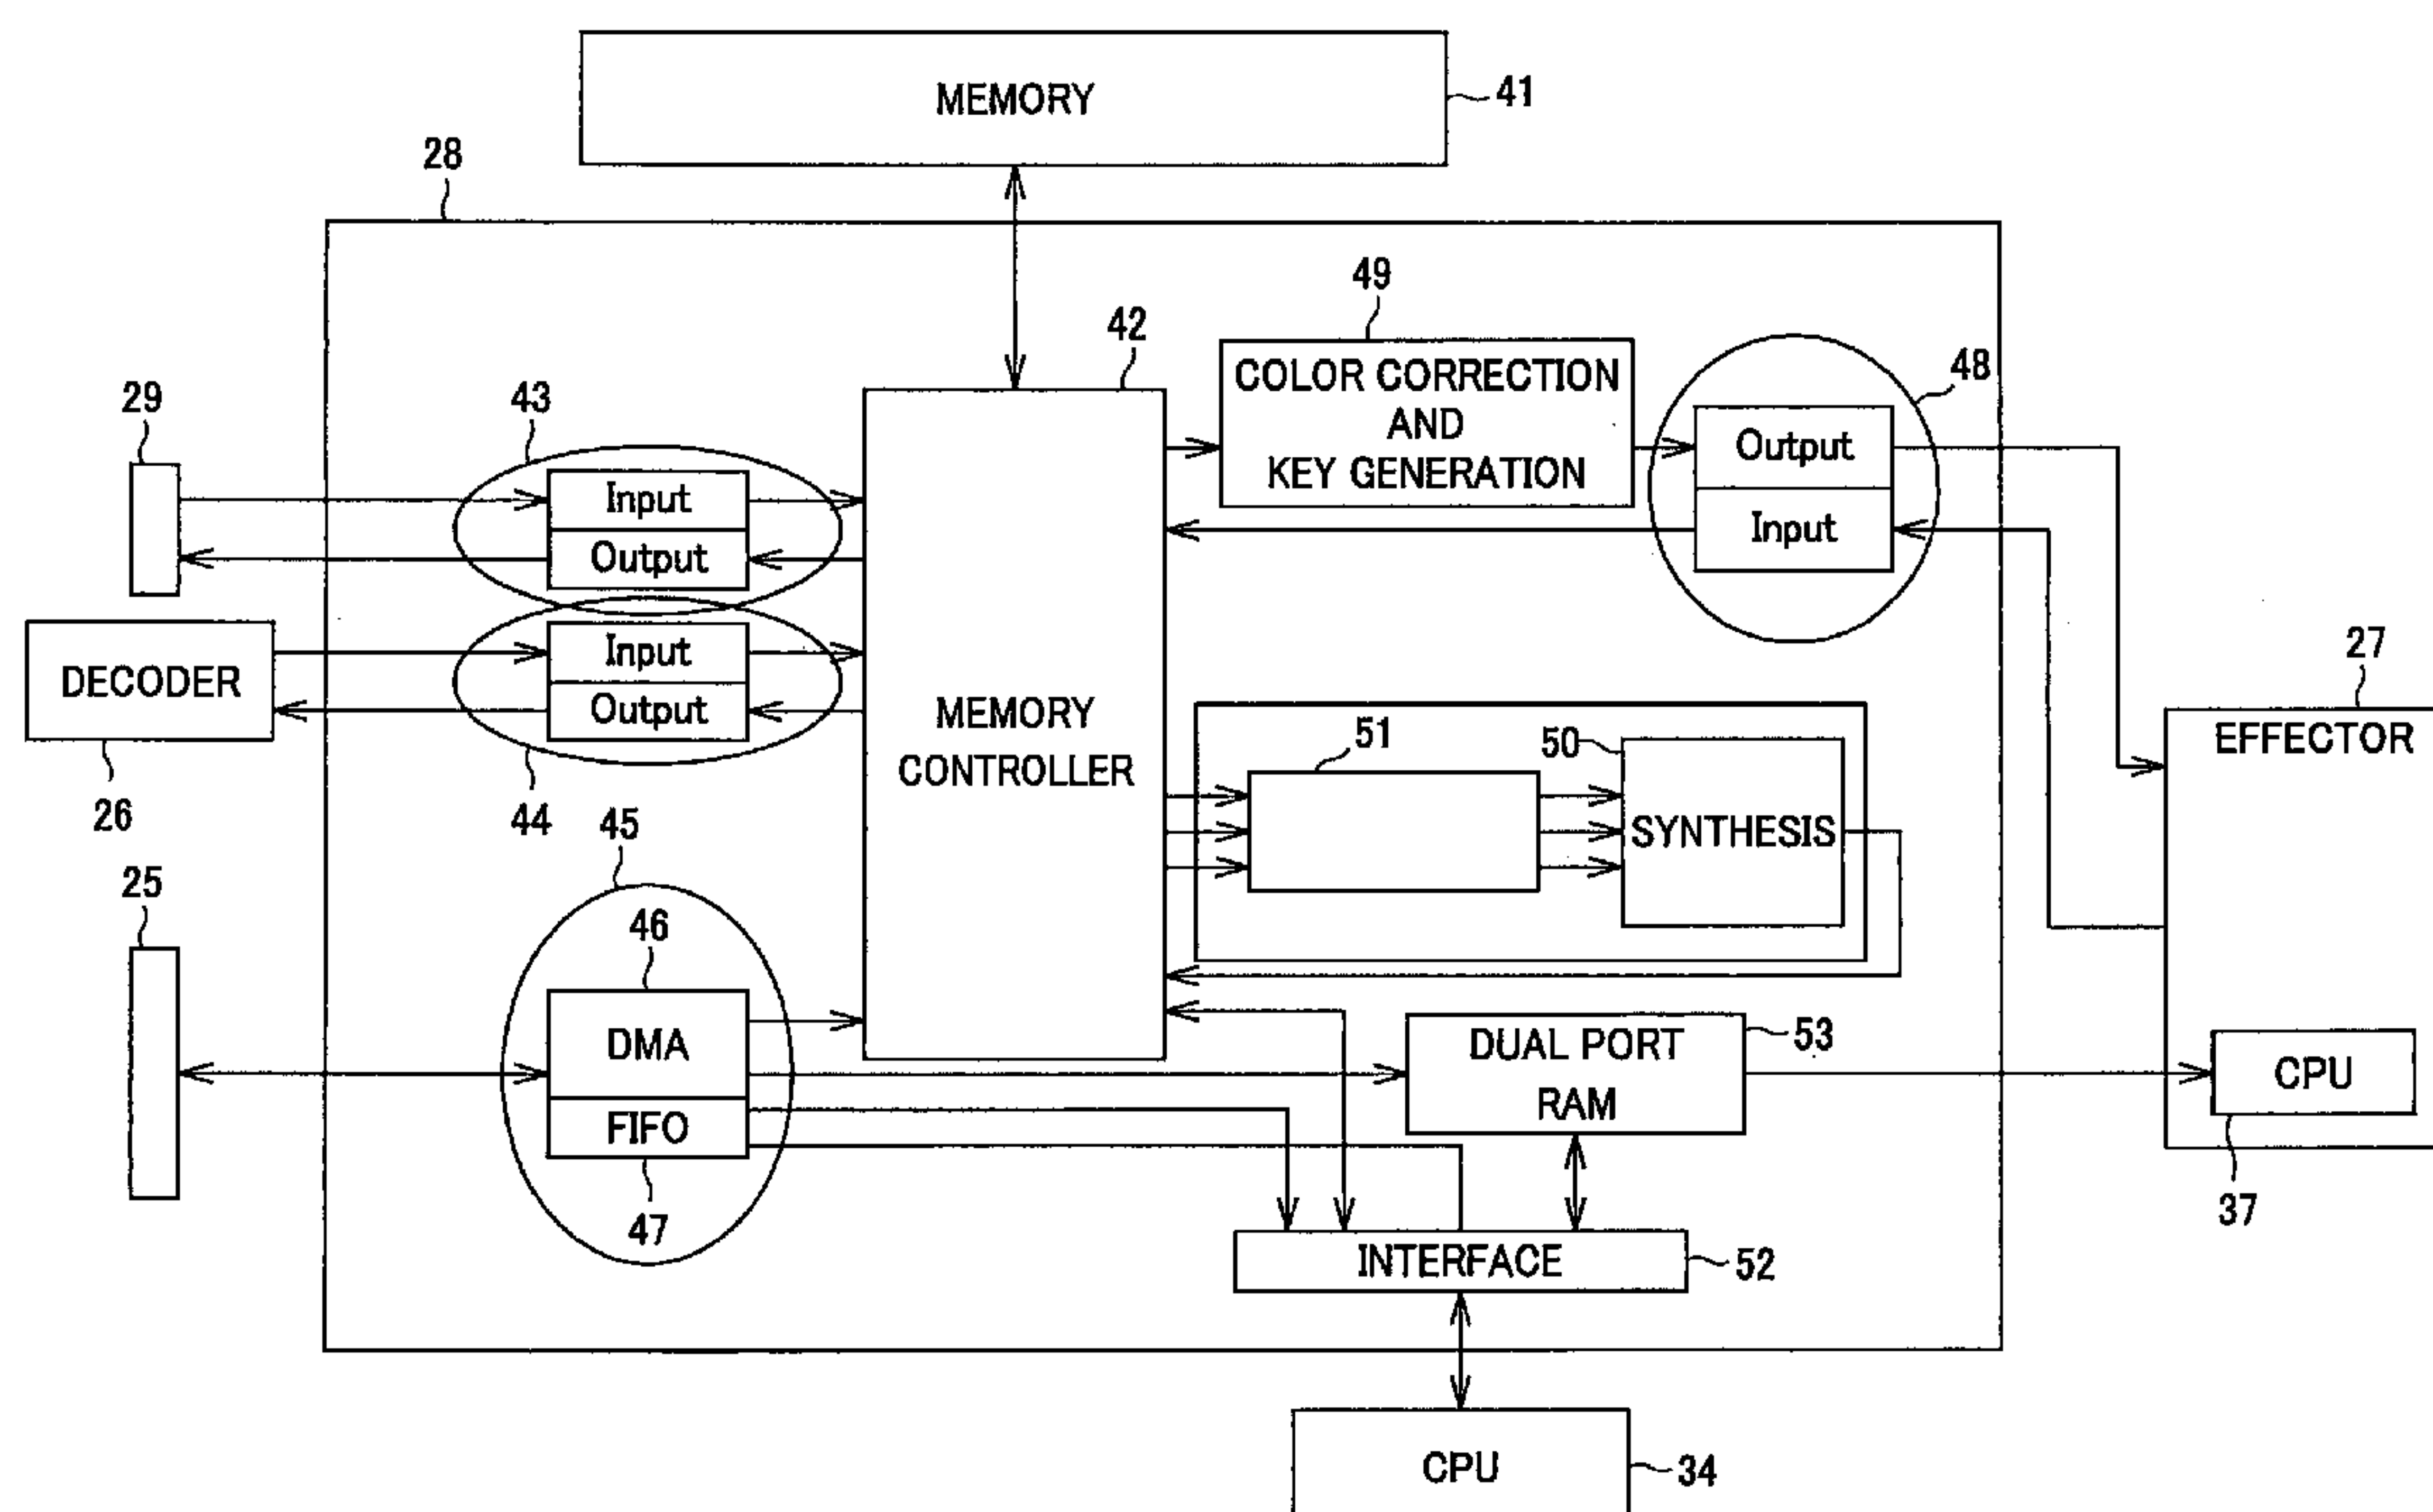 MEMORY
41
28
49
42
COLOR CORRECTION
AND
KEY GENERATION
48
Output
Input
29
43
Input
Output
DECODER
26
Input
Output
44
MEMORY
CONTROLLER
27
EFFECTOR
51
50
SYNTHESIS
25
45
46
DMA
FIFO
47
DUAL PORT
RAM
53
CPU
37
INTERFACE
52
CPU
34